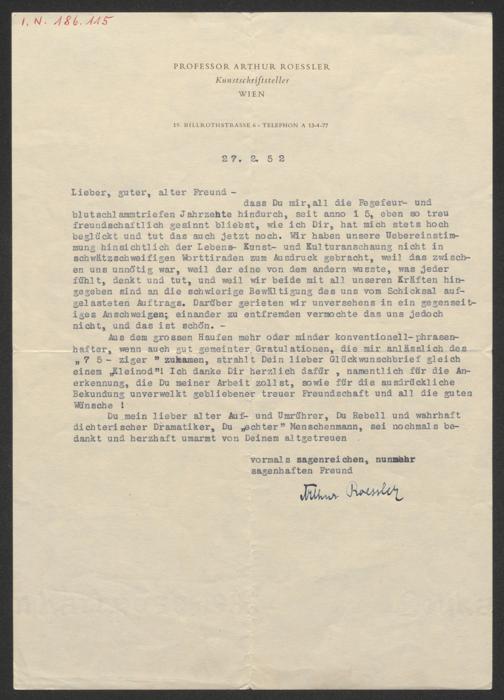 I. N. 186.115
PROFESSOR ARTHUR ROESSLER
Kunstschriftsteller
WIEN
19. BILLROTHSTRASSE 6 - TELEPHON A 13-4-77
27. 2. 52
Lieber, guter, alter Freund -
dass Du mir,all die Fegefeur- und
blutschlammtriefen Jahrzehnte hindurch, seit anno 1 5, eben so treu
freundschaftlich gesinnt bliebst, wie ich Dir, hat mich stets hoch
beglückt und tut das auch jetzt noch. Wir haben unsere Uebereinstim-
mung hinsichtlich der Lebens- Kunst- und Kulturanschaung nicht in
schwätzschweifigen Worttiraden zum Ausdruck gebracht, weil das zwisch-
en uns unnötig war, weil der eine von dem andern wusste, was jeder
fühlt, denkt und tut, und weil wir beide mit all unseren Kräften hin-
gegeben sind an die schwierige Bewältigung des uns vom Schicksal auf-
gelasteten Auftrags. Darüber gerieten wir unversehens in ein gegenseit-
iges Anschweigen; einander zu entfremden vermochte das uns jedoch
nicht, und das ist schön. -
Aus dem grossen Haufen mehr oder minder konventionell-phrasen-
hafter, wenn auch gut gemeinter Gratulationen, die mir anlässlich des
„7 5 - ziger " zukamen, strahlt Dein lieber Glückwunschbrief gleich
einem „Kleinod"! Ich danke Dir herzlich dafür , namentlich für die An-
erkennung, die Du meiner Arbeit zollst, sowie für die ausdrückliche
Bekundung unverwelkt gebliebener treuer Freundschaft und all die guten
Wünsche !
Du mein lieber alter Auf- und Umrührer, Du Rebell und wahrhaft
dichterischer Dramatiker, Du „echter" Menschenmann, sei nochmals be-
dankt und herzhaft umarmt von Deinem altgetreuen
vormals sagenreichen, nunmehr
sagenhaften Freund
Arthur Roessler